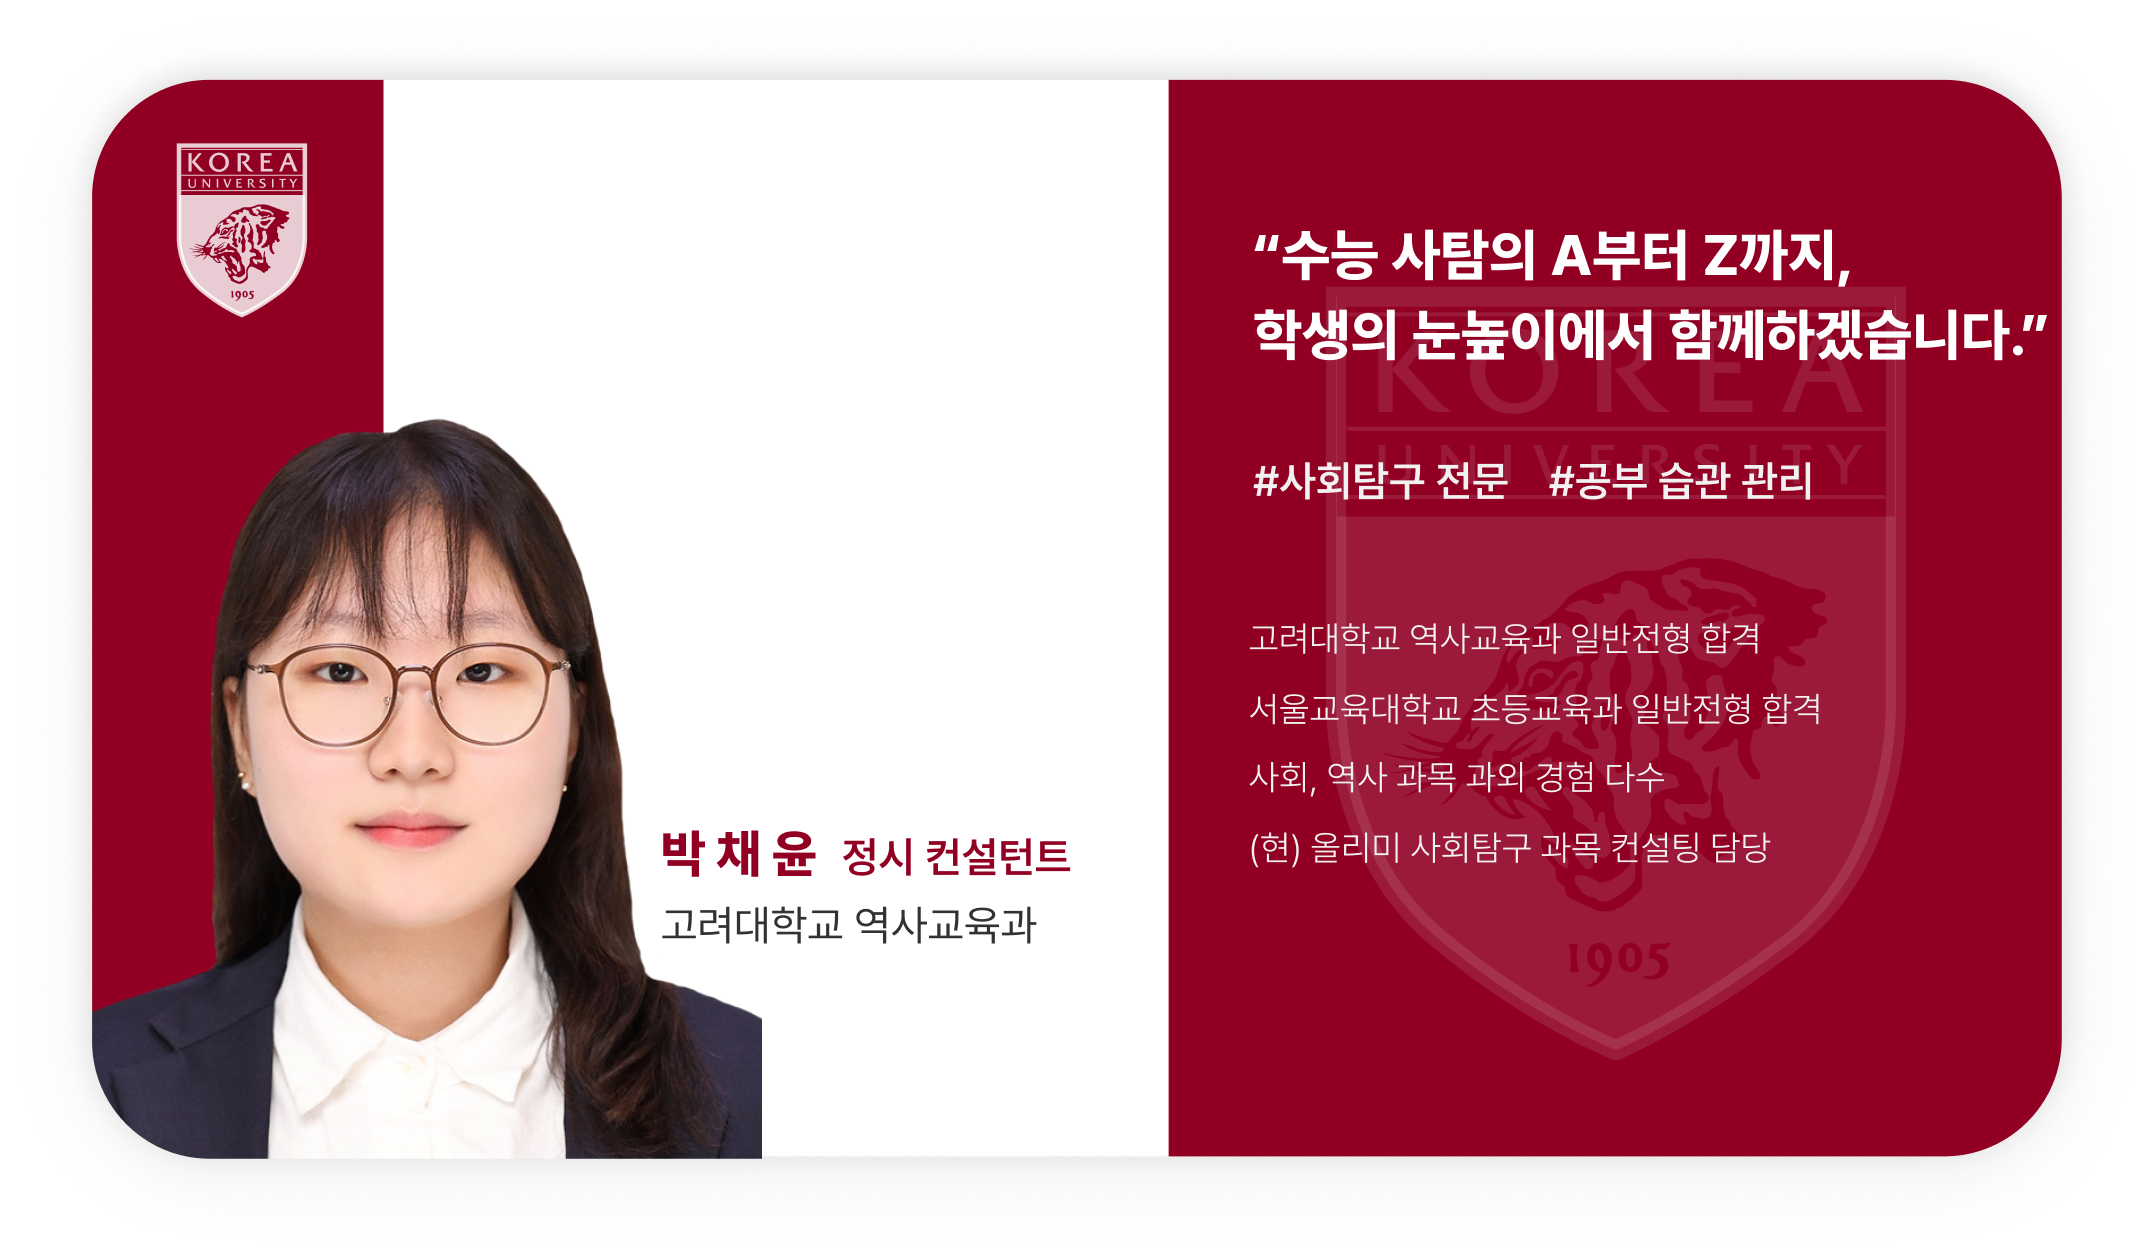 KOREA
UNIVERSITY
1905
박채윤 정시 컨설턴트
고려대학교 역사교육과
“수능 사탐의 A부터 Z까지,
학생의 눈높이에서 함께하겠습니다.”
#사회탐구 전문 #공부 습관 관리
고려대학교 역사교육과 일반전형 합격
서울교육대학교 초등교육과 일반전형 합격
사회, 역사 과목 과외 경험 다수
(현) 올리미 사회탐구 과목 컨설팅 담당
KOREA
UNIVERSITY
1905